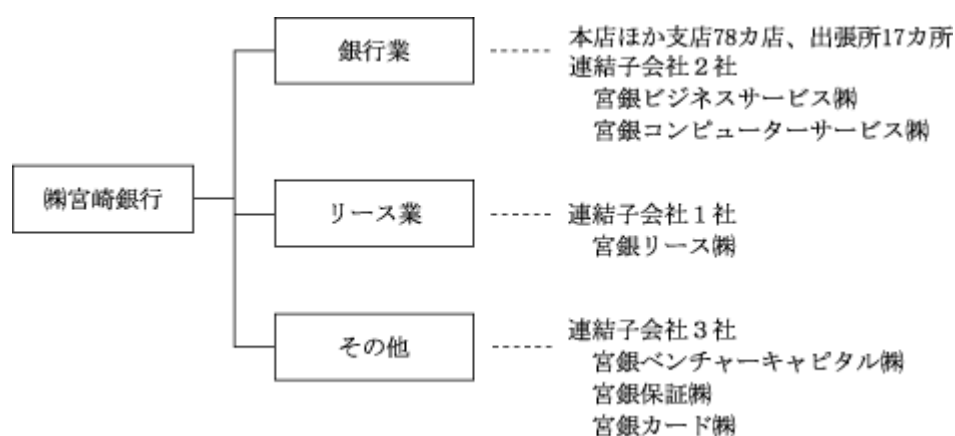 ㈱宮崎銀行
銀行業
本店ほか支店78カ店、出張所17カ所
連結子会社２社
宮銀ビジネスサービス㈱
宮銀コンピューターサービス㈱
リース業
連結子会社１社
宮銀リース㈱
その他
連結子会社３社
宮銀ベンチャーキャピタル㈱
宮銀保証㈱
宮銀カード㈱